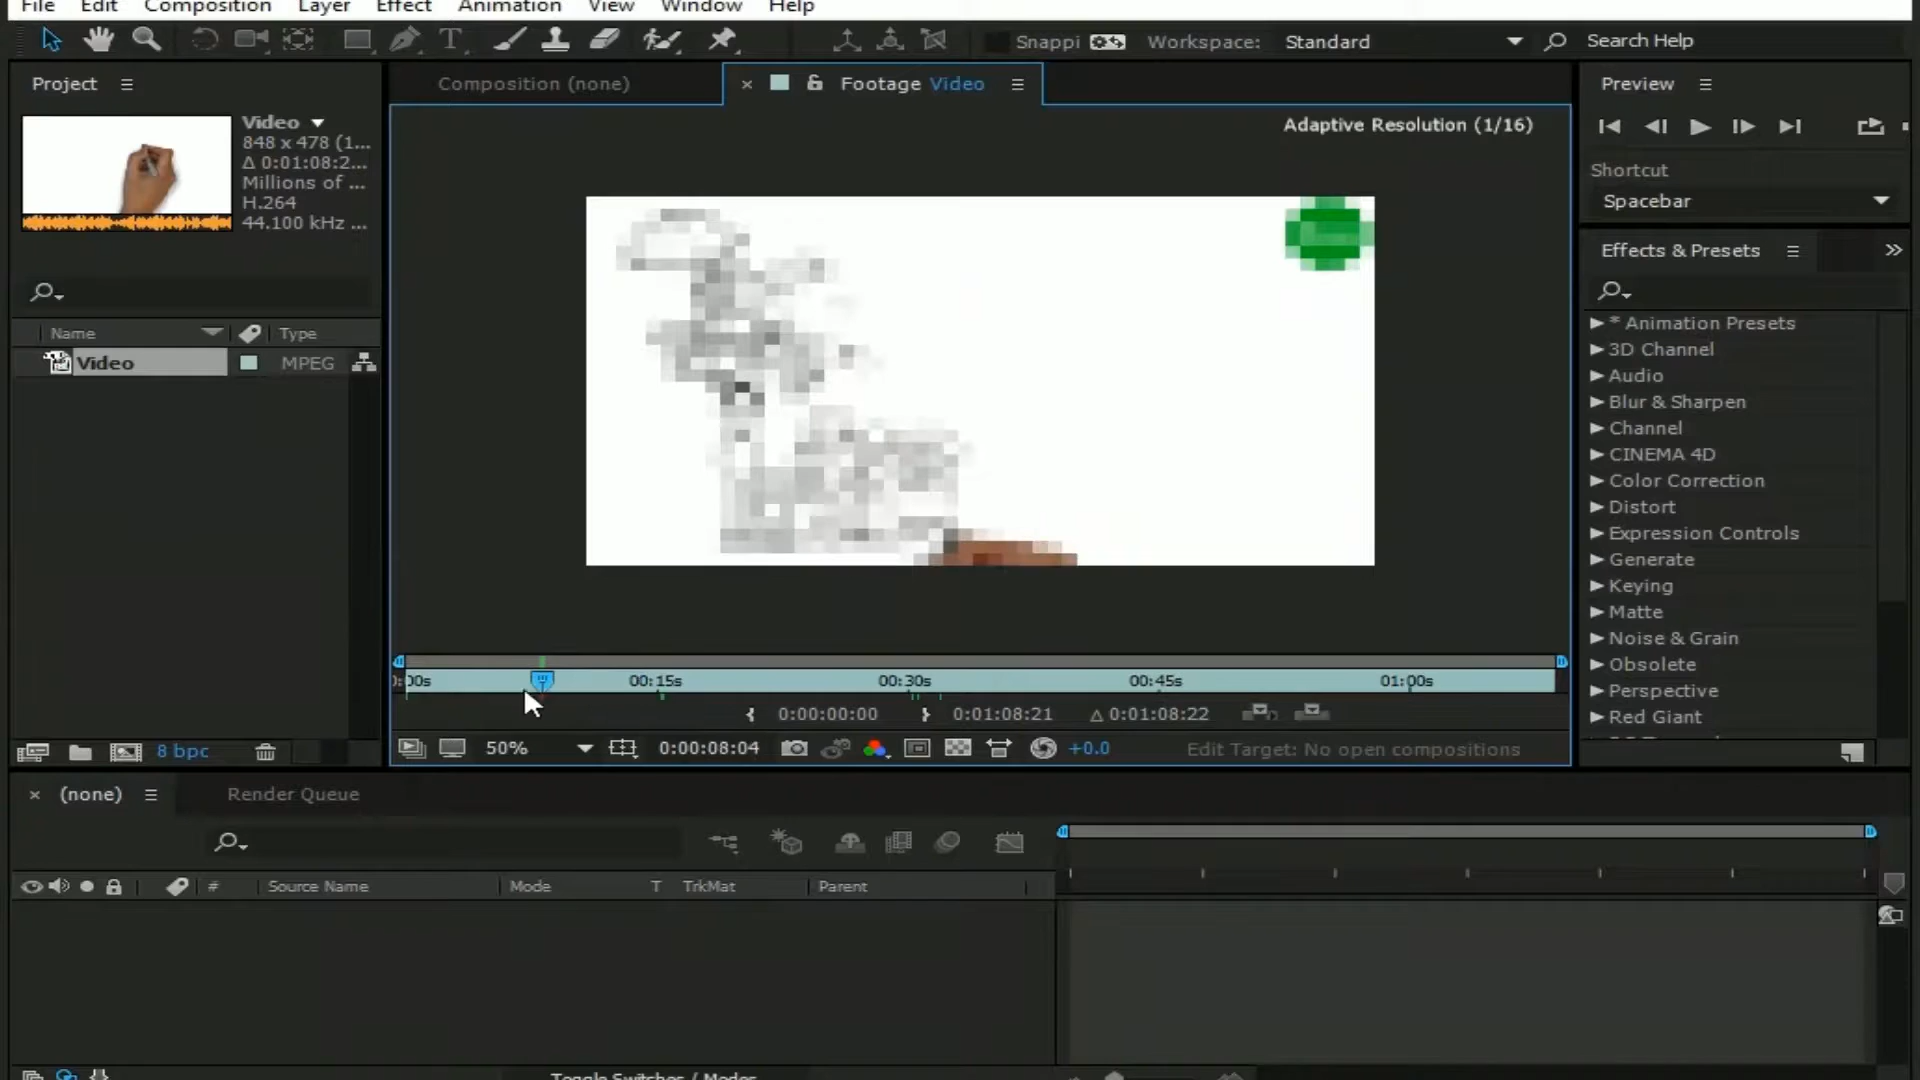 File Edit Composition Layer Effect Animation View Window Help
Snappi Workspace: Standard Search Help
Project
Composition (none)
Footage Video
Preview
Video
848 x 478 (1...
Δ 0:01:08:2...
Millions of ...
H.264
44.100 kHz ...
Adaptive Resolution (1/16)
Shortcut
Spacebar
Effects & Presets
Name Type
Video MPEG
* Animation Presets
3D Channel
Audio
Blur & Sharpen
Channel
CINEMA 4D
Color Correction
Distort
Expression Controls
Generate
Keying
Matte
Noise & Grain
Obsolete
Perspective
Red Giant
00s 00:15s 00:30s 00:45s 01:00s
0:00:00:00 0:01:08:21 Δ 0:01:08:22
8 bpc
50% 0:00:08:04 +0.0 Edit Target: No open compositions
(none) Render Queue
# Source Name Mode T TrkMat Parent
Toggle Switches / Modes